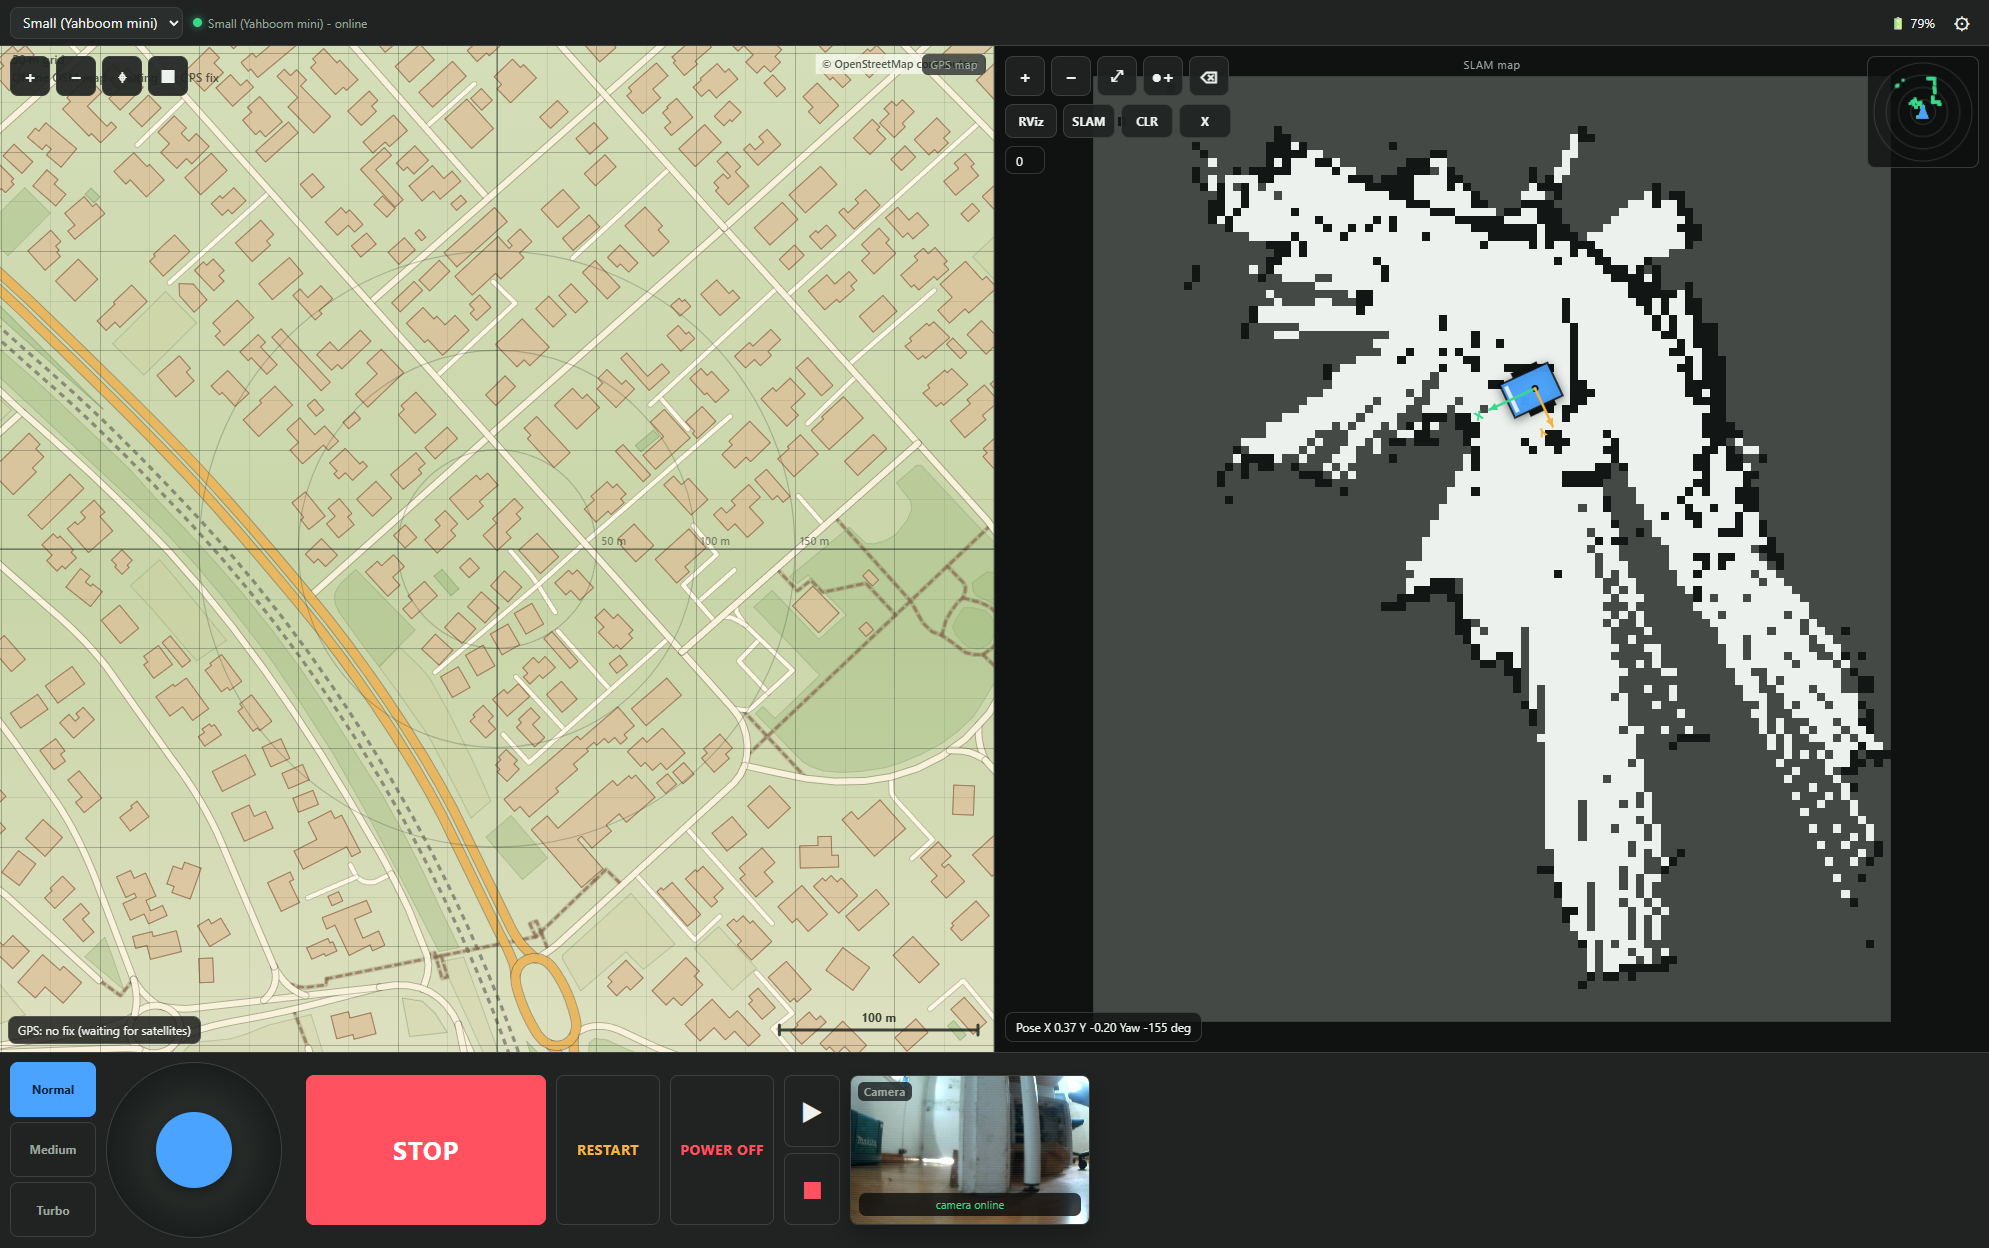 Small (Yahboom mini)
Small (Yahboom mini) - online
79%
PS fix
© OpenStreetMap co
GPS map
50 m
100 m
150 m
100 m
GPS: no fix (waiting for satellites)
SLAM map
RViz
SLAM
CLR
X
0
Pose X 0.37 Y -0.20 Yaw -155 deg
Normal
Medium
Turbo
STOP
RESTART
POWER OFF
Camera
camera online